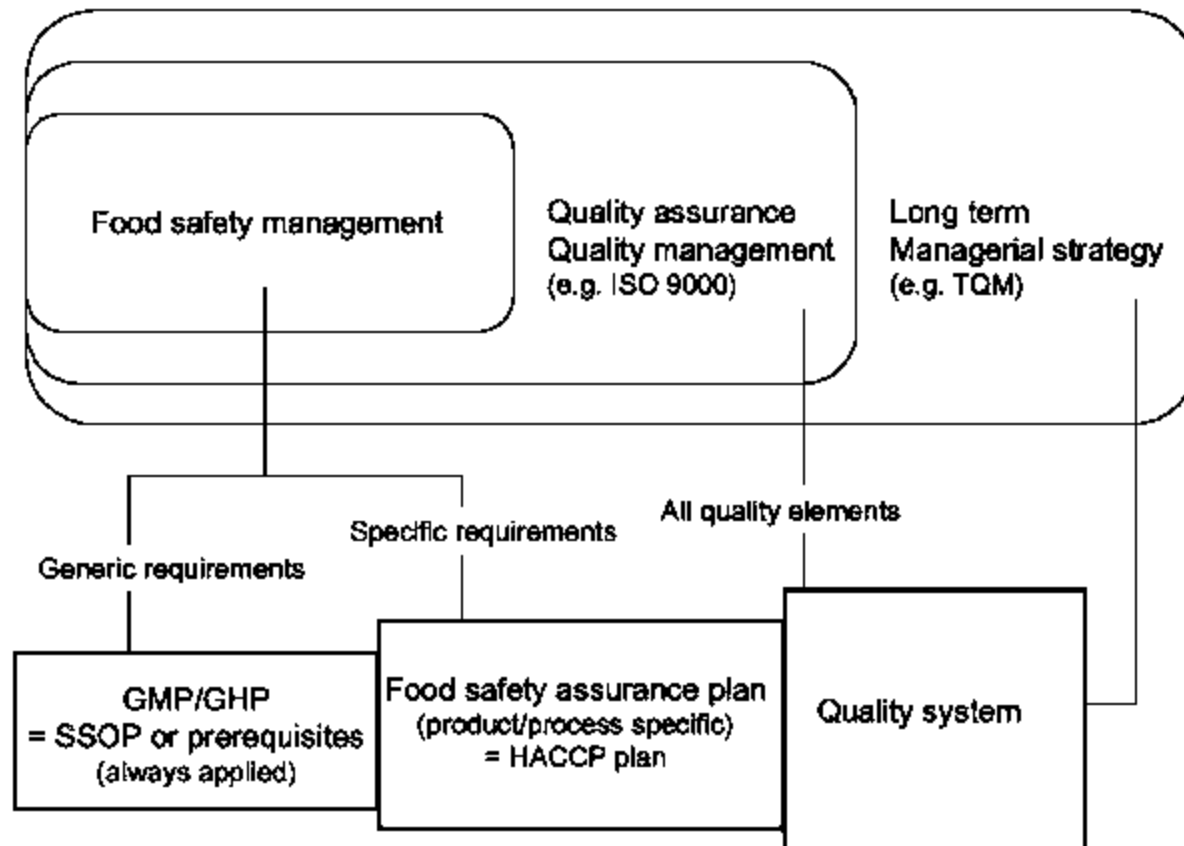 Food safety management
Quality assurance
Quality management
(e.g. ISO 9000)
Long term
Managerial strategy
(e.g. TQM)
Generic requirements
Specific requirements
All quality elements
GMP/GHP
= SSOP or prerequisites
(always applied)
Food safety assurance plan
(product/process specific)
= HACCP plan
Quality system